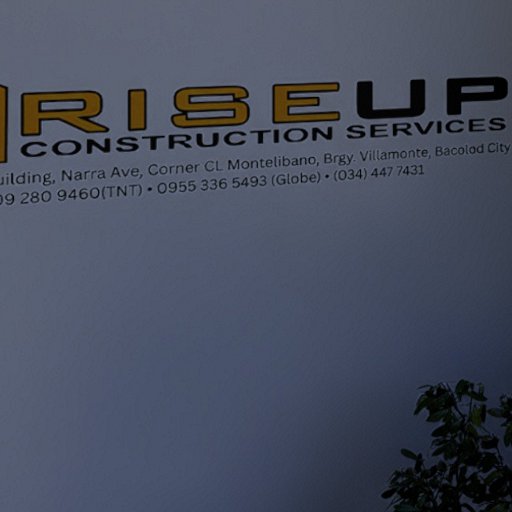 RISEUP
CONSTRUCTION SERVICES
uilding, Narra Ave, Corner CL Montelibano, Brgy. Villamonte, Bacolod City
09 280 9460(TNT) • 0955 336 5493 (Globe) • (034) 447 7431